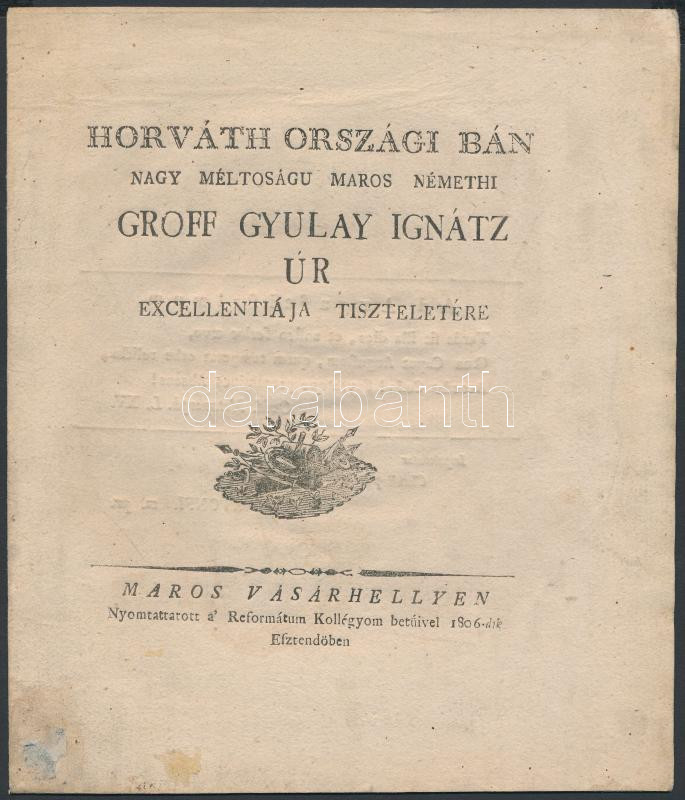 HORVÁTH ORSZÁGI BÁN
NAGY MÉLTOSÁGU MAROS NÉMETHI
GROFF GYULAY IGNÁTZ
ÚR
EXCELLENTIÁJA TISZTELETÉRE
darabanth
MAROS VÁSÁRHELLYEN
Nyomtattatott a' Reformátum Kollégyom betűivel 1806-dik
Esztendöben